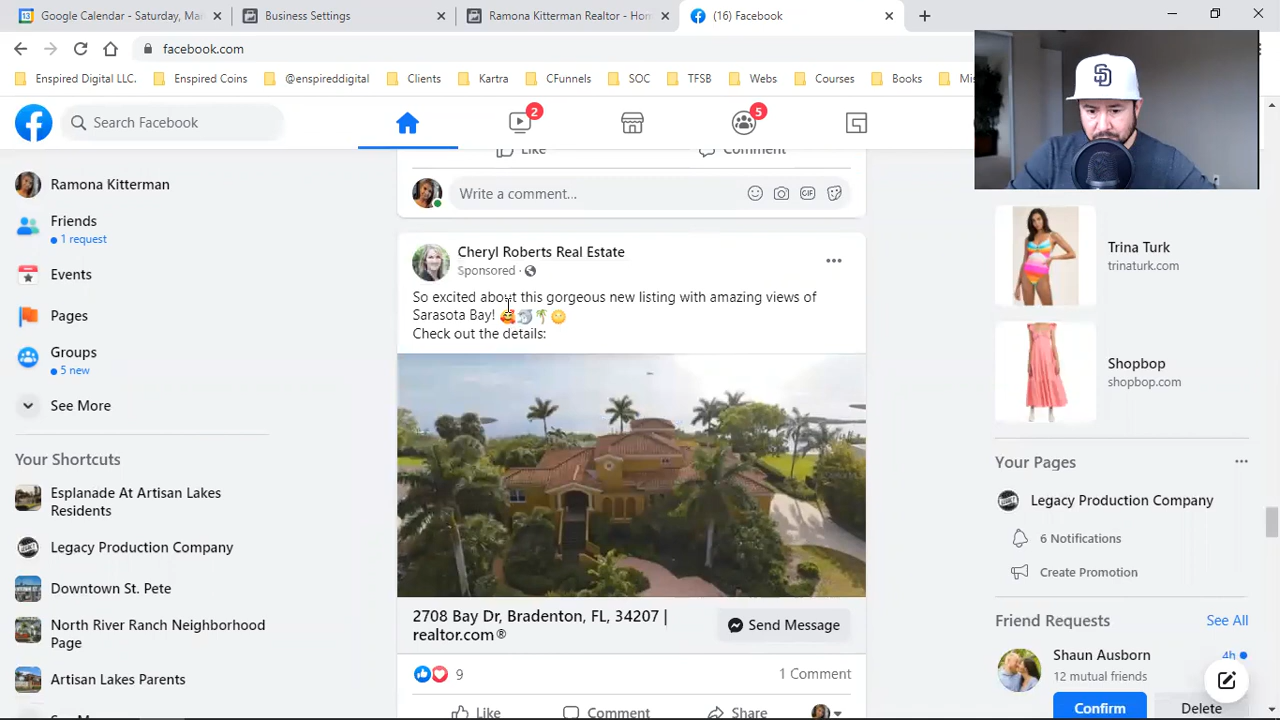 Google Calendar - Saturday, Ma
Business Settings
Ramona Kitterman Realtor - Hom
(16) Facebook
facebook.com
Enspired Digital LLC.
Enspired Coins
@enspireddigital
Clients
Kartra
CFunnels
SOC
TFSB
Webs
Courses
Books
Mis
Search Facebook
2
5
Like
Comment
Ramona Kitterman
Write a comment...
GIF
Friends
1 request
Events
Pages
Groups
5 new
See More
Your Shortcuts
Esplanade At Artisan Lakes
Residents
Legacy Production Company
Downtown St. Pete
North River Ranch Neighborhood
Page
Artisan Lakes Parents
Cheryl Roberts Real Estate
Sponsored ·
So excited about this gorgeous new listing with amazing views of
Sarasota Bay!
Check out the details:
2708 Bay Dr, Bradenton, FL, 34207 |
realtor.com®
Send Message
9
1 Comment
Like
Comment
Share
SD
Trina Turk
trinaturk.com
Shopbop
shopbop.com
Your Pages
Legacy Production Company
6 Notifications
Create Promotion
Friend Requests
See All
Shaun Ausborn
4h
12 mutual friends
Confirm
Delete